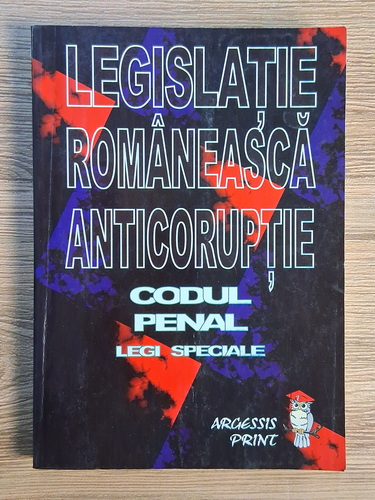 LEGISLAȚIE
ROMÂNEASCĂ
ANTICORUPȚIE
CODUL
PENAL
LEGI SPECIALE
ARGESSIS
PRINT